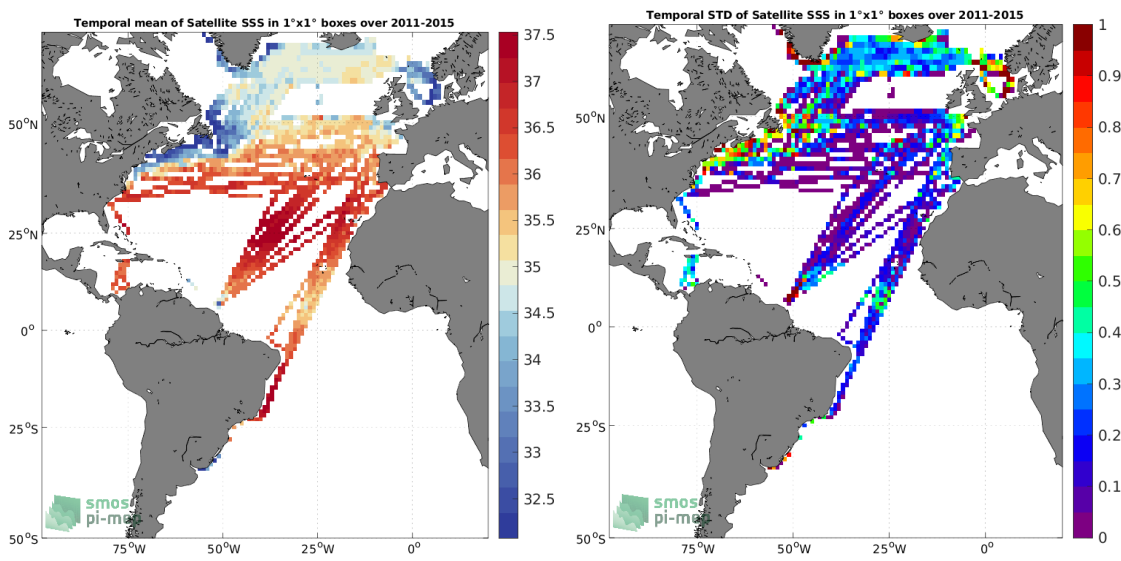 Temporal mean of Satellite SSS in 1°x1° boxes over 2011-2015
50°N
25°N
0°
25°S
50°S
75°W
50°W
25°W
0°
37.5
37
36.5
36
35.5
35
34.5
34
33.5
33
32.5
smos
pi-mep
Temporal STD of Satellite SSS in 1°x1° boxes over 2011-2015
50°N
25°N
0°
25°S
50°S
75°W
50°W
25°W
0°
1
0.9
0.8
0.7
0.6
0.5
0.4
0.3
0.2
0.1
0
smos
pi-mep